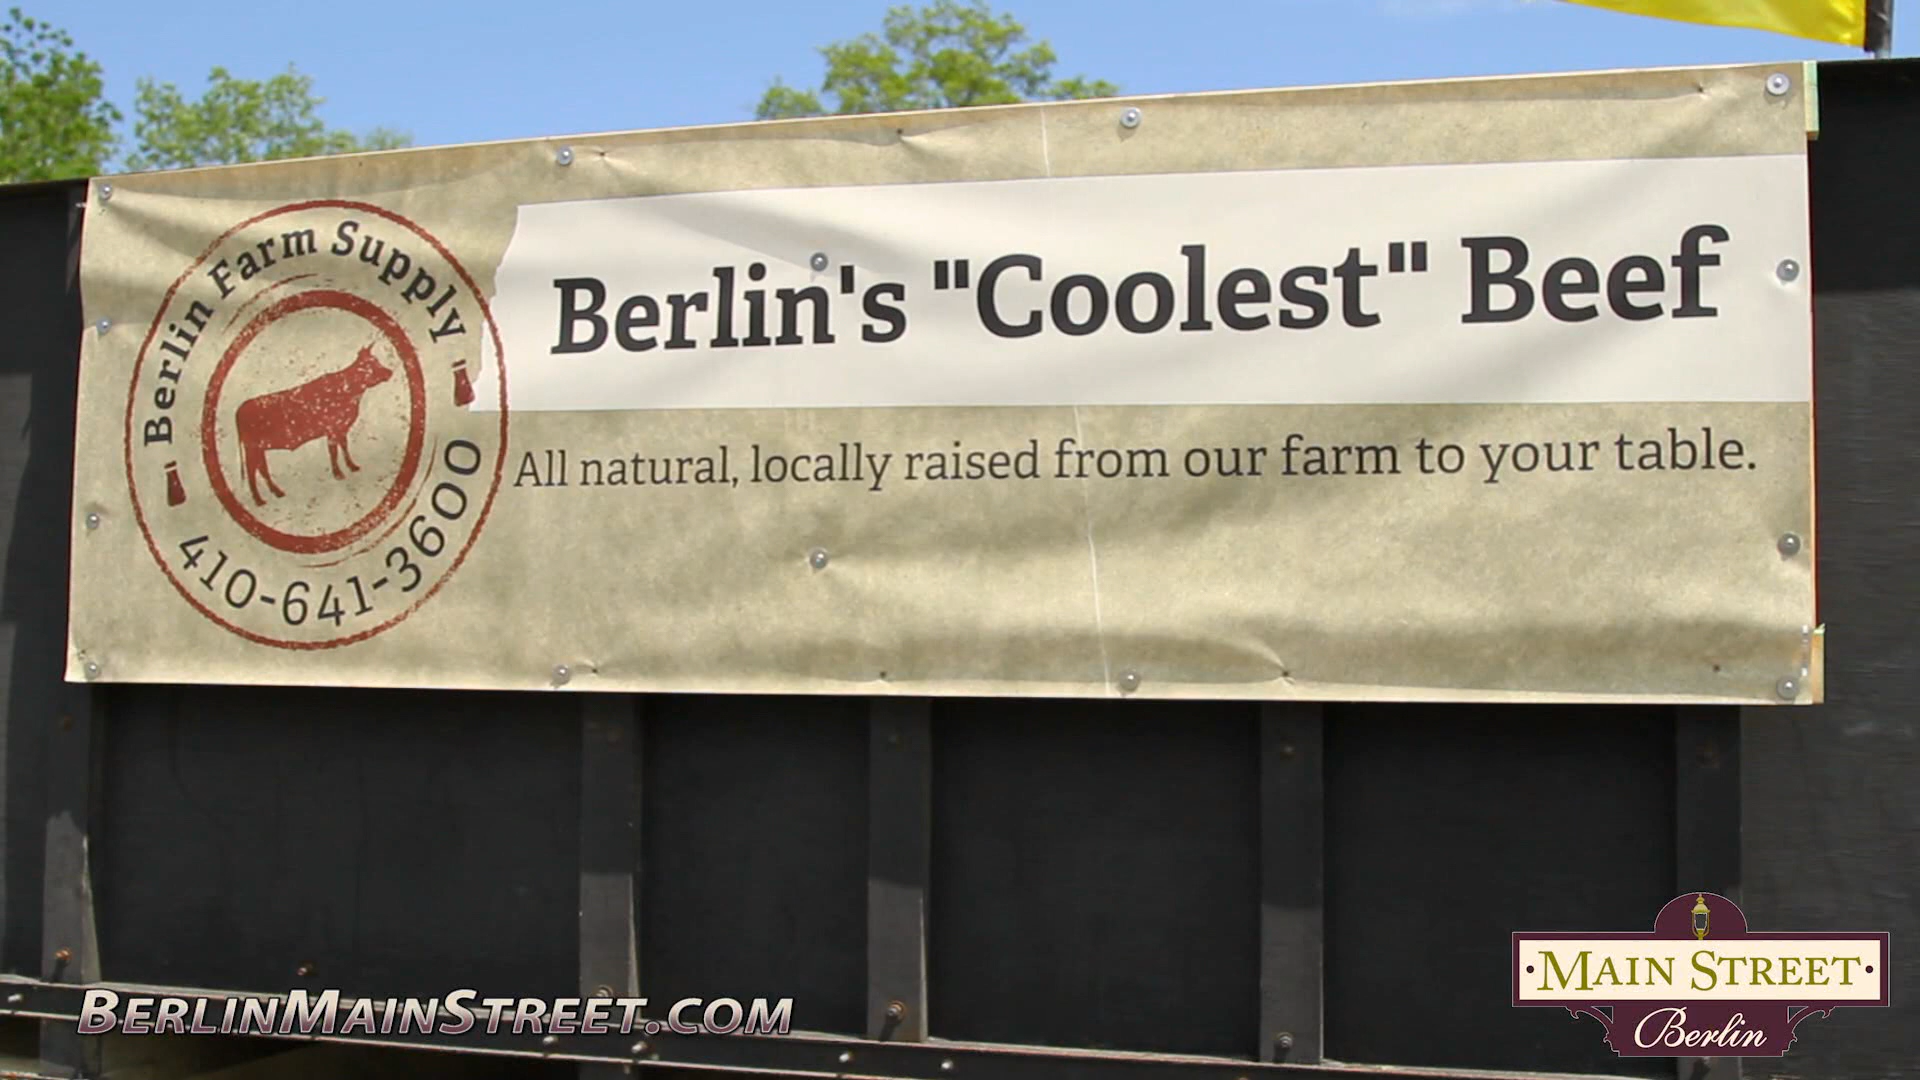 Berlin Farm Supply
410-641-3600
Berlin's "Coolest" Beef
All natural, locally raised from our farm to your table.
BERLINMAINSTREET.COM
MAIN STREET
Berlin